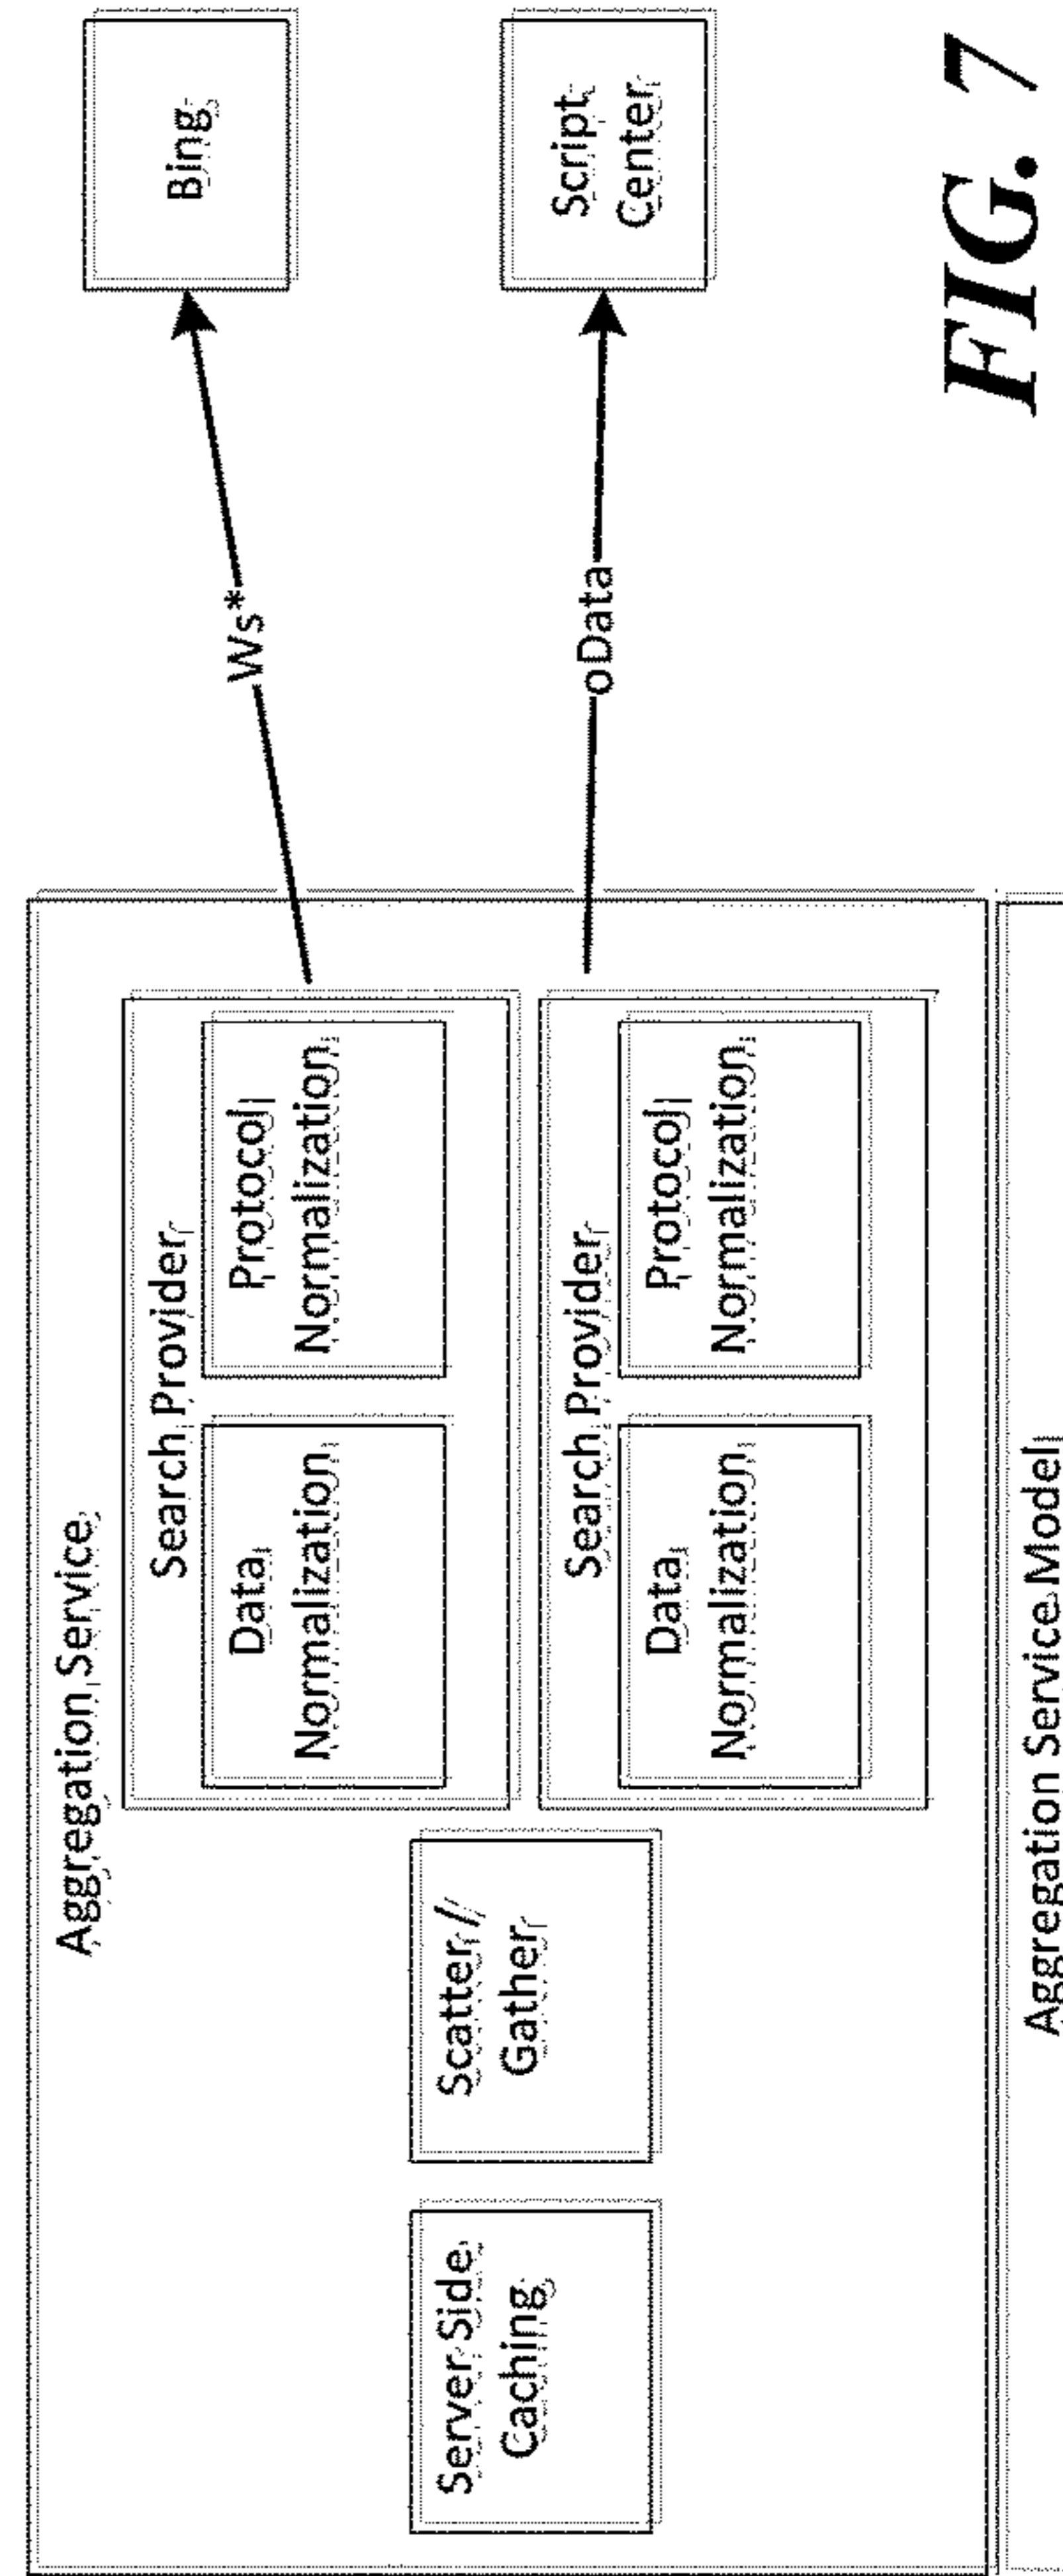 Aggregation Service
Server Side
Caching
Scatter /
Gather
Search Provider
Data
Normalization
Protocol
Normalization
Search Provider
Data
Normalization
Protocol
Normalization
Ws*
oData
Bing
Script
Center
Aggregation Service Model
FIG. 7